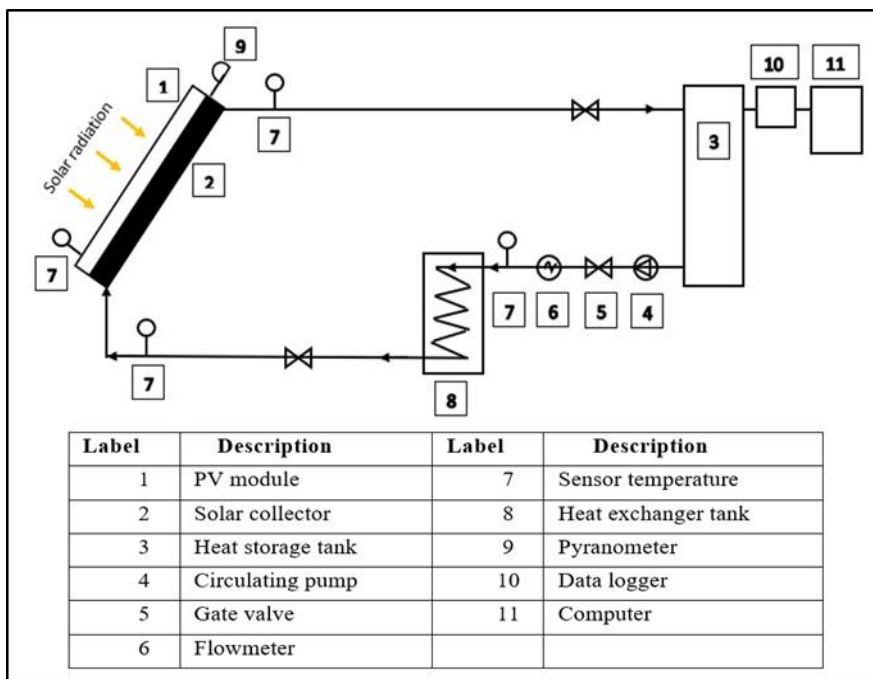 9
10
11
1
7
3
Solar radiation
2
7
7
6
5
4
7
8
Label Description Label Description
1 PV module 7 Sensor temperature
2 Solar collector 8 Heat exchanger tank
3 Heat storage tank 9 Pyranometer
4 Circulating pump 10 Data logger
5 Gate valve 11 Computer
6 Flowmeter